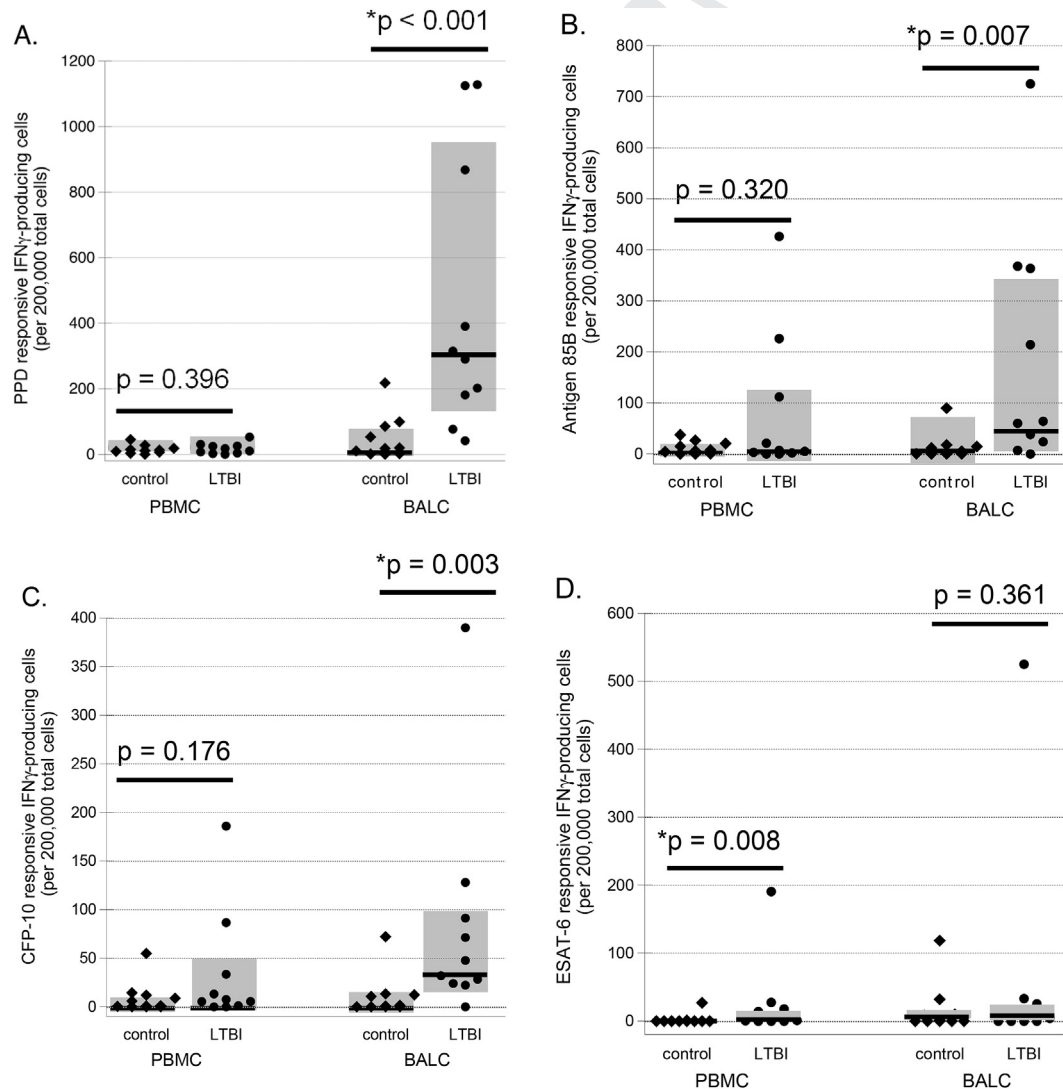 A.
*p < 0.001
PPD responsive IFNγ-producing cells
(per 200,000 total cells)
1200
1000
800
600
400
200
0
p = 0.396
control
LTBI
control
LTBI
PBMC
BALC
B.
*p = 0.007
Antigen 85B responsive IFNγ-producing cells
(per 200,000 total cells)
800
700
600
500
400
300
200
100
0
p = 0.320
control
LTBI
control
LTBI
PBMC
BALC
C.
*p = 0.003
CFP-10 responsive IFNγ-producing cells
(per 200,000 total cells)
400
350
300
250
200
150
100
50
0
p = 0.176
control
LTBI
control
LTBI
PBMC
BALC
D.
p = 0.361
ESAT-6 responsive IFNγ-producing cells
(per 200,000 total cells)
600
500
400
300
200
100
0
*p = 0.008
control
LTBI
control
LTBI
PBMC
BALC